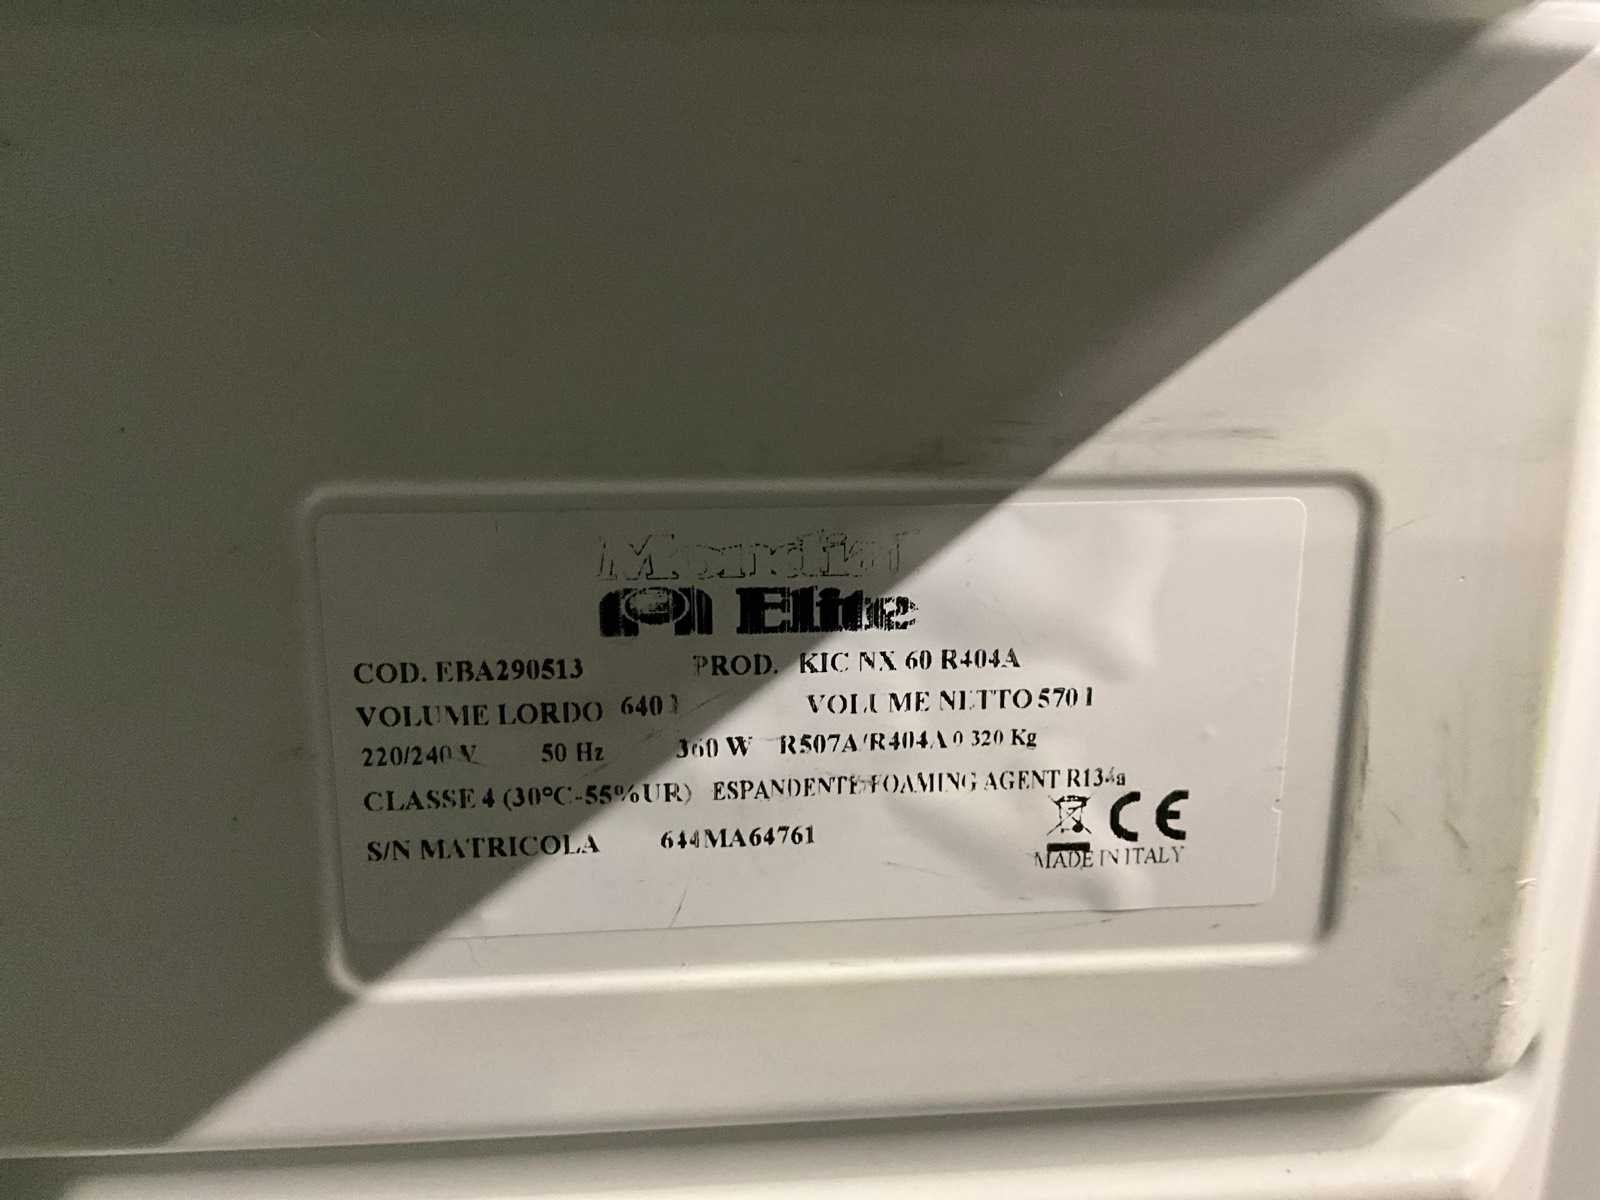 Mondial
Elite
COD. EBA290513 PROD. KIC NX 60 R404A
VOLUME LORDO 640 l VOLUME NETTO 570 l
220/240 V 50 Hz 360 W R507A/R404A 0.320 Kg
CLASSE 4 (30°C-55%UR) ESPANDENTE/FOAMING AGENT R134a
S/N MATRICOLA 644MA64761
CE
MADE IN ITALY